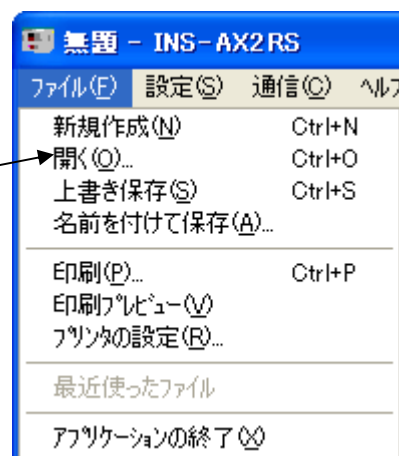 無題 - INS-AX2RS
ファイル(F) 設定(S) 通信(C) ヘル
新規作成(N) Ctrl+N
開く(O)... Ctrl+O
上書き保存(S) Ctrl+S
名前を付けて保存(A)...
印刷(P)... Ctrl+P
印刷プレビュー(V)
プリンタの設定(R)...
最近使ったファイル
アプリケーションの終了(X)